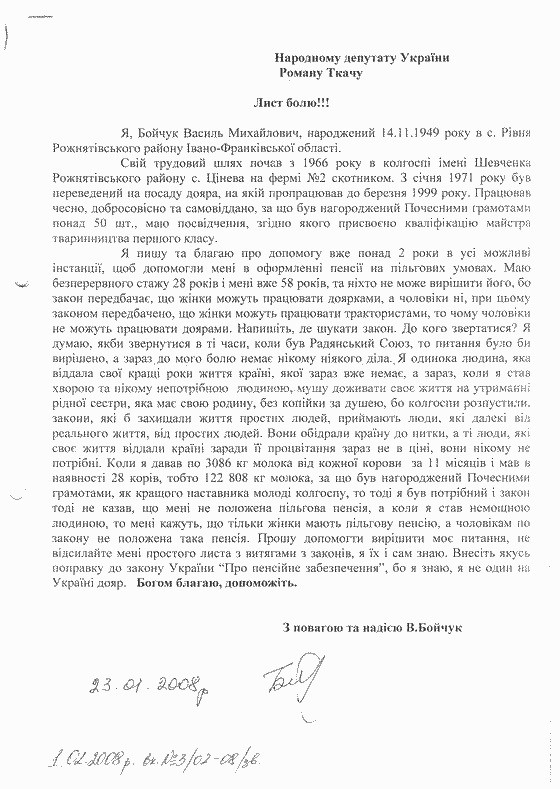 Народному депутату України
Роману Ткачу
Лист болю!!!
Я, Бойчук Василь Михайлович, народжений 14.11.1949 року в с. Рівня
Рожнятівського району Івано-Франківської області.
Свій трудовий шлях почав з 1966 року в колгоспі імені Шевченка
Рожнятівського району с. Цінева на фермі №2 скотником. З січня 1971 року був
переведений на посаду дояра, на якій пропрацював до березня 1999 року. Працював
чесно, добросовісно та самовіддано, за що був нагороджений Почесними грамотами
понад 50 шт., маю посвідчення, згідно якого присвоєно кваліфікацію майстра
тваринництва першого класу.
Я пишу та благаю про допомогу вже понад 2 роки в усі можливі
інстанції, щоб допомогли мені в оформленні пенсії на пільгових умовах. Маю
безперервного стажу 28 років і мені вже 58 років, та ніхто не може вирішити його, бо
закон передбачає, що жінки можуть працювати доярками, а чоловіки ні, при цьому
законом передбачено, що жінки можуть працювати трактористами, то чому чоловіки
не можуть працювати доярами. Напишіть, де шукати закон. До кого звертатися? Я
думаю, якби звернутися в ті часи, коли був Радянський Союз, то питання було би
вирішено, а зараз до мого болю немає нікому ніякого діла. Я одинока людина, яка
віддала свої кращі роки життя країні, якої зараз вже немає, а зараз, коли я став
хворою та нікому непотрібною людиною, мушу доживати своє життя на утриманні
рідної сестри, яка має свою родину, без копійки за душею, бо колгоспи розпустили,
закони, які б захищали життя простих людей, приймають люди, які далекі від
реального життя, від простих людей. Вони обідрали країну до нитки, а ті люди, які
своє життя віддали країні заради її процвітання зараз не в ціні, вони нікому не
потрібні. Коли я давав по 3086 кг молока від кожної корови за 11 місяців і мав в
наявності 28 корів, тобто 122 808 кг молока, за що був нагороджений Почесними
грамотами, як кращого наставника молоді колгоспу, то тоді я був потрібний і закон
тоді не казав, що мені не положена пільгова пенсія, а коли я став немощною
людиною, то мені кажуть, що тільки жінки мають пільгову пенсію, а чоловікам по
закону не положена така пенсія. Прошу допомогти вирішити моє питання, не
відсилайте мені простого листа з витягами з законів, я їх і сам знаю. Внесіть якусь
поправку до закону України “Про пенсійне забезпечення”, бо я знаю, я не один на
Україні дояр. Богом благаю, допоможіть.
З повагою та надією В.Бойчук
23.01.2008р
1.02.2008р. вх.№3/02-08/зв.